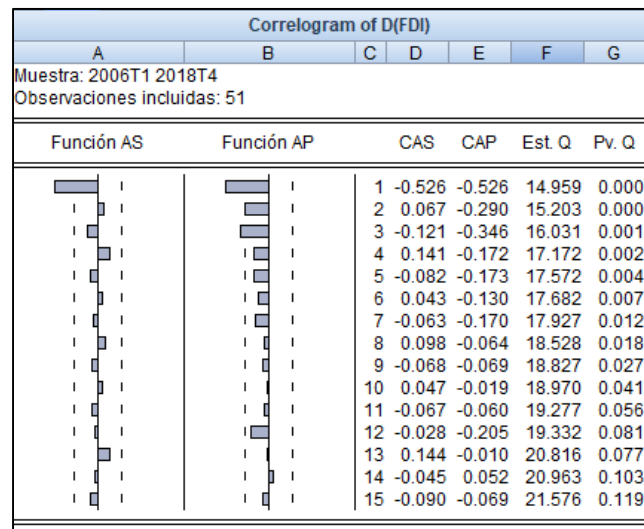 Correlogram of D(FDI)
A B C D E F G
Muestra: 2006T1 2018T4
Observaciones incluidas: 51
Función AS Función AP CAS CAP Est. Q Pv. Q
1 -0.526 -0.526 14.959 0.000
2 0.067 -0.290 15.203 0.000
3 -0.121 -0.346 16.031 0.001
4 0.141 -0.172 17.172 0.002
5 -0.082 -0.173 17.572 0.004
6 0.043 -0.130 17.682 0.007
7 -0.063 -0.170 17.927 0.012
8 0.098 -0.064 18.528 0.018
9 -0.068 -0.069 18.827 0.027
10 0.047 -0.019 18.970 0.041
11 -0.067 -0.060 19.277 0.056
12 -0.028 -0.205 19.332 0.081
13 0.144 -0.010 20.816 0.077
14 -0.045 0.052 20.963 0.103
15 -0.090 -0.069 21.576 0.119